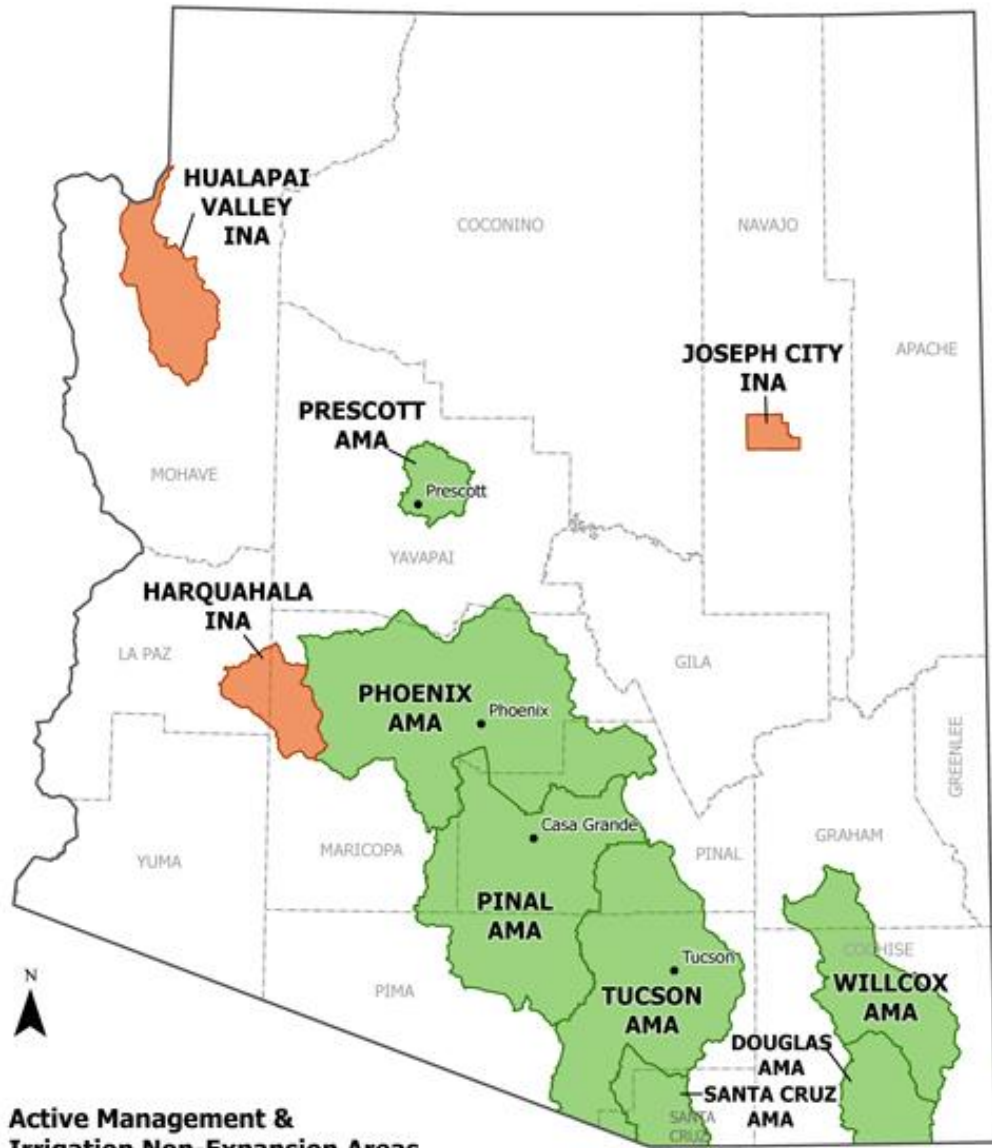 HUALAPAI
VALLEY
INA
COCONINO
NAVAJO
APACHE
JOSEPH CITY
INA
PRESCOTT
AMA
Prescott
MOHAVE
YAVAPAI
HARQUAHALA
INA
LA PAZ
GILA
PHOENIX
AMA
Phoenix
GREENLEE
Casa Grande
YUMA
MARICOPA
PINAL
GRAHAM
PINAL
AMA
COCHISE
Tucson
N
PIMA
TUCSON
AMA
WILLCOX
AMA
DOUGLAS
AMA
SANTA CRUZ
AMA
SANTA
CRUZ
Active Management &
Irrigation Non-Expansion Areas